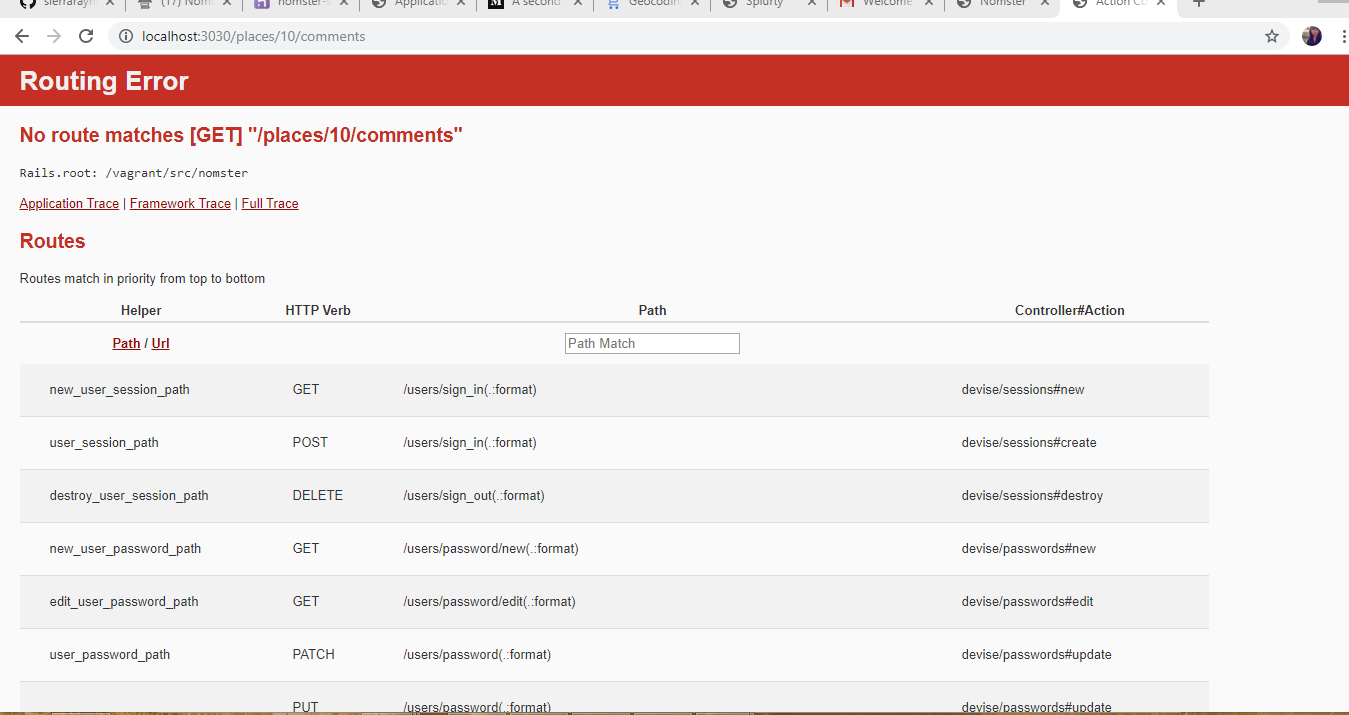 (17) Nom
nomster-s
Applicatio
M A second
Geocodin
Splurty
Welcome
Nomster
Action Co
localhost:3030/places/10/comments
Routing Error
No route matches [GET] "/places/10/comments"
Rails.root: /vagrant/src/nomster
Application Trace | Framework Trace | Full Trace
Routes
Routes match in priority from top to bottom
Helper HTTP Verb Path Controller#Action
Path / Url Path Match
new_user_session_path GET /users/sign_in(.:format) devise/sessions#new
user_session_path POST /users/sign_in(.:format) devise/sessions#create
destroy_user_session_path DELETE /users/sign_out(.:format) devise/sessions#destroy
new_user_password_path GET /users/password/new(.:format) devise/passwords#new
edit_user_password_path GET /users/password/edit(.:format) devise/passwords#edit
user_password_path PATCH /users/password(.:format) devise/passwords#update
PUT /users/password(.:format) devise/passwords#update